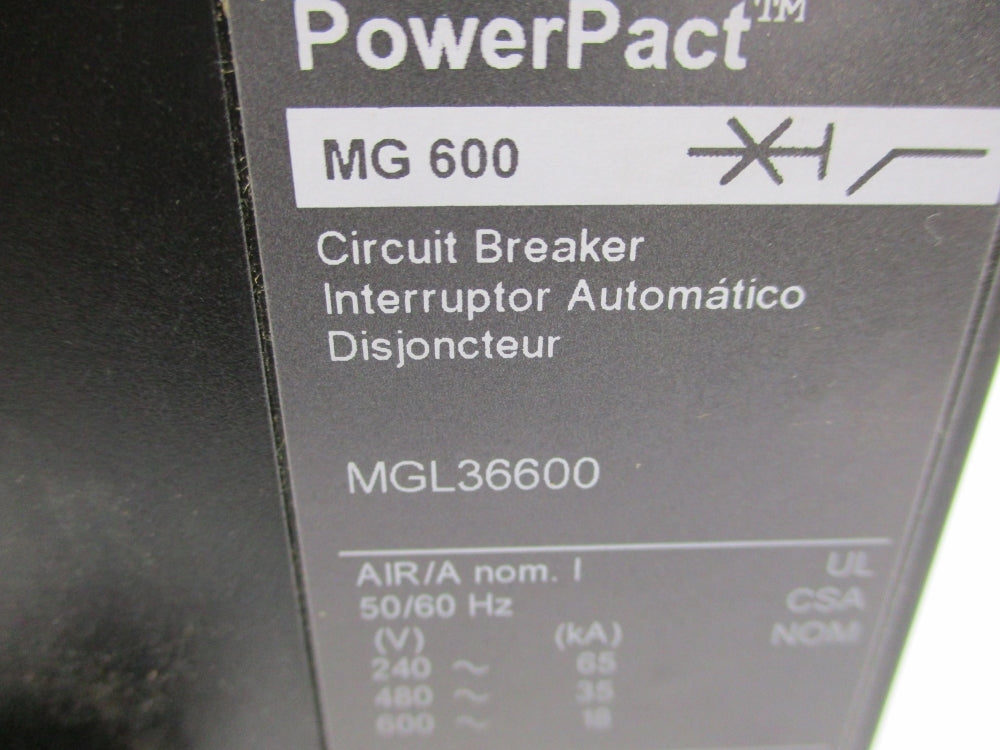 PowerPact™
MG 600
Circuit Breaker
Interruptor Automático
Disjoncteur
MGL36600
AIR/A nom. I UL
50/60 Hz CSA
(V) (kA) NOM
240 ~ 65
480 ~ 35
600 ~ 18